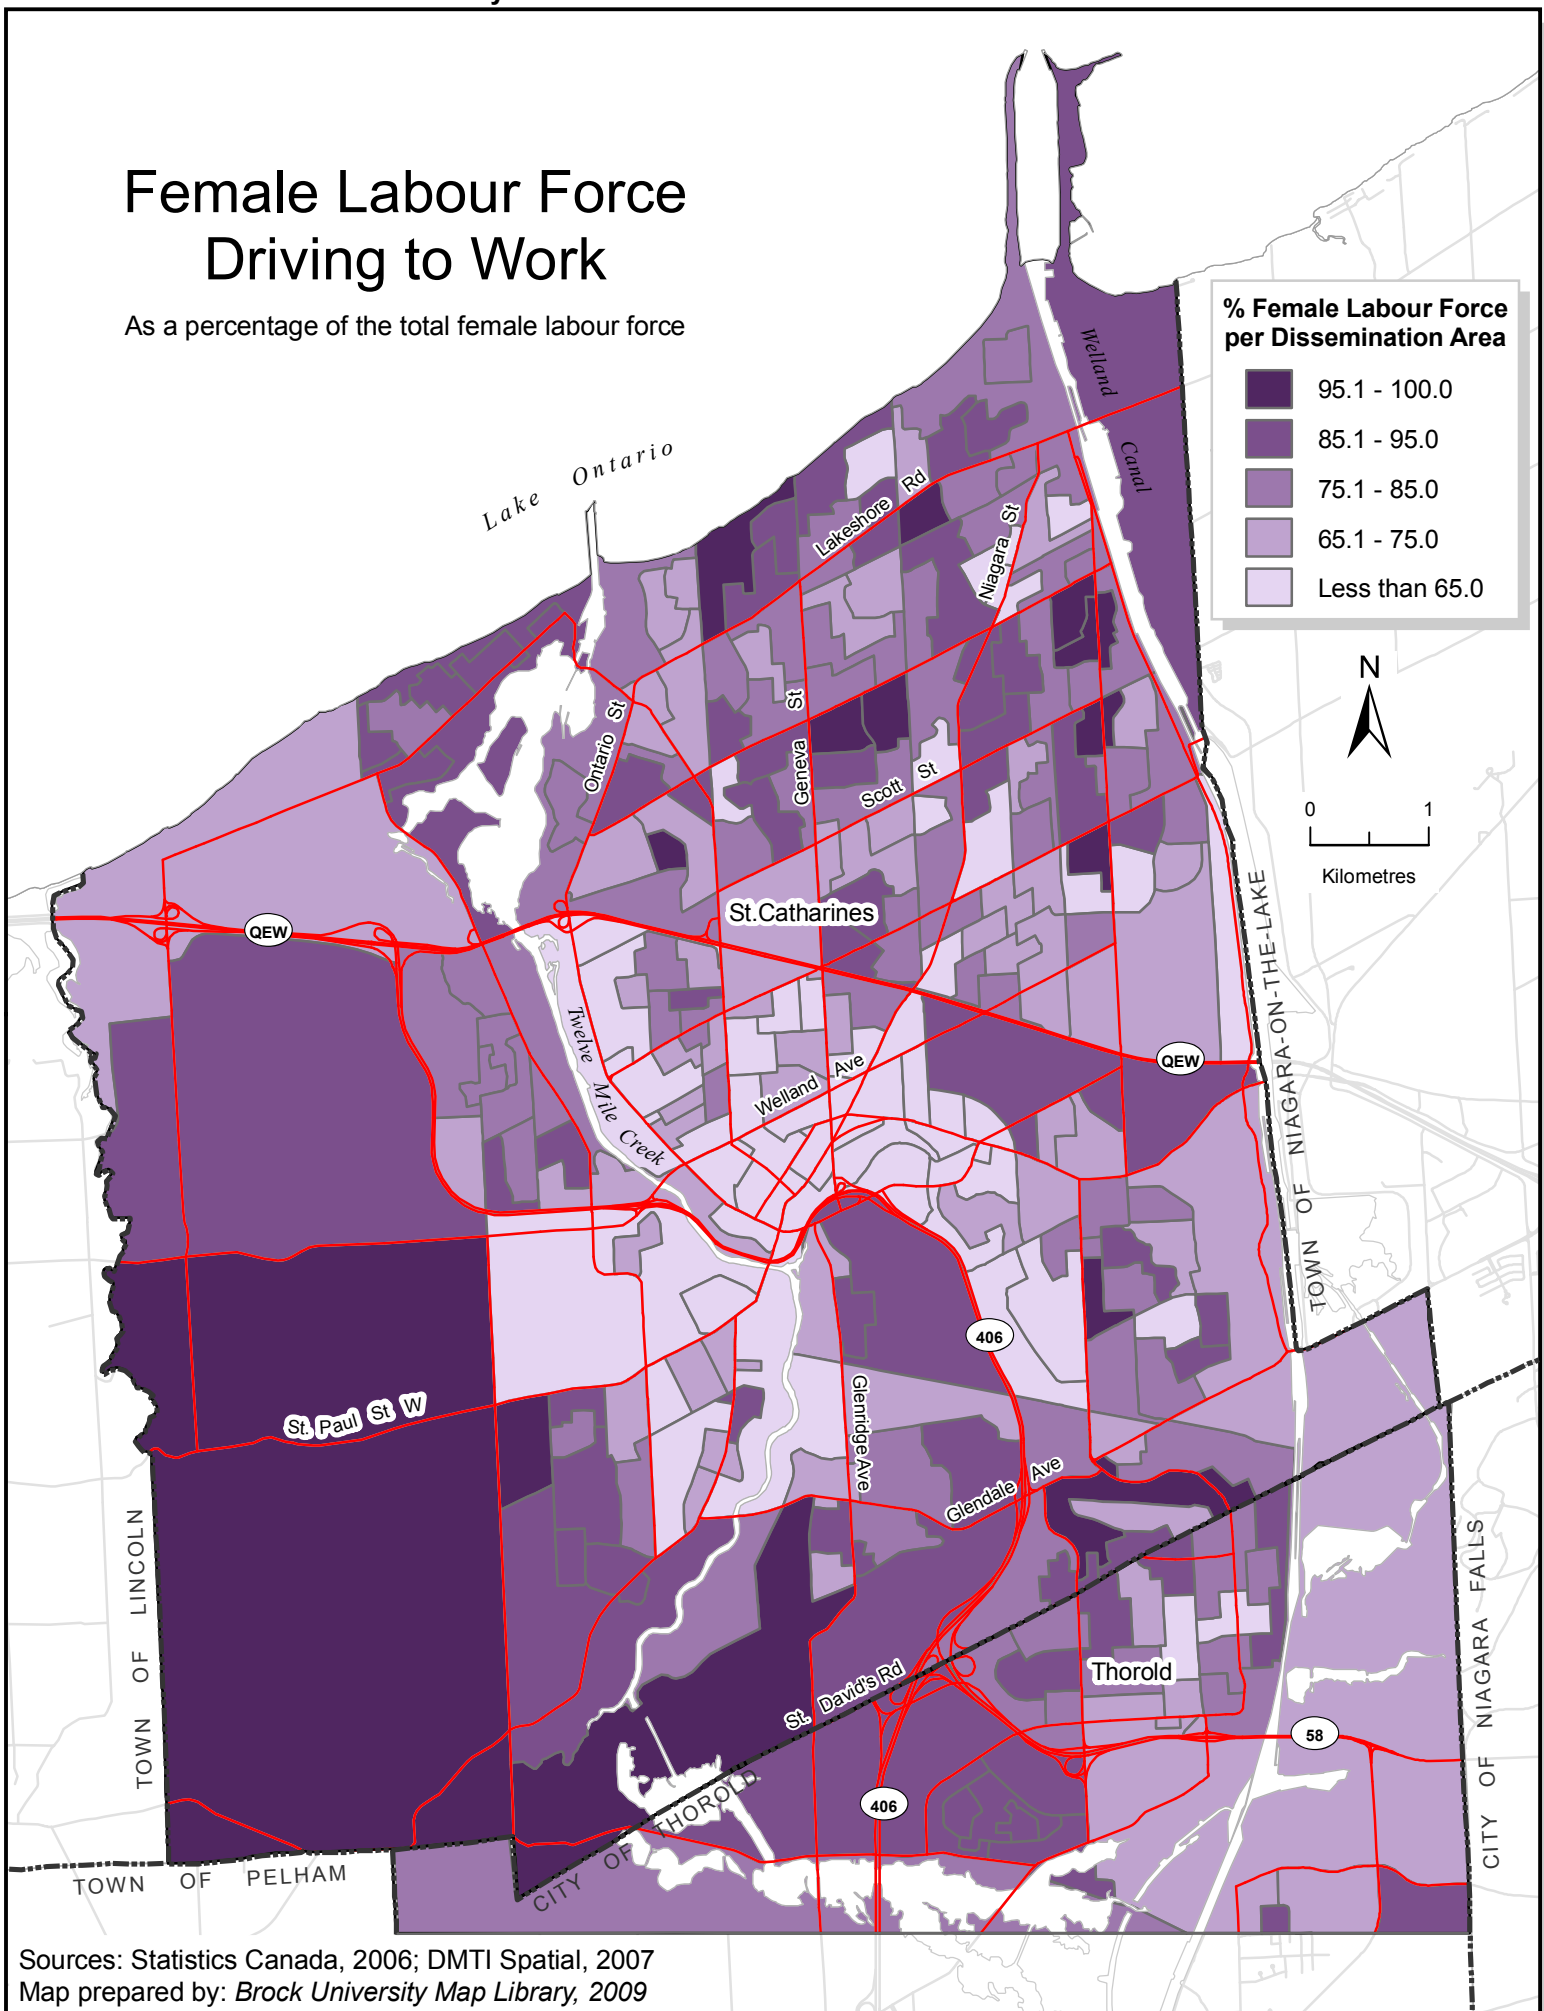 Female Labour Force
Driving to Work
As a percentage of the total female labour force
% Female Labour Force
per Dissemination Area
95.1 - 100.0
85.1 - 95.0
75.1 - 85.0
65.1 - 75.0
Less than 65.0
N
0 1
Kilometres
Lake Ontario
Welland Canal
Lakeshore Rd
Niagara St
Ontario St
Geneva St
Scott St
St.Catharines
QEW
QEW
Twelve Mile Creek
Welland Ave
TOWN OF NIAGARA-ON-THE-LAKE
406
St. Paul St W
Glenridge Ave
Glendale Ave
TOWN OF LINCOLN
Thorold
St. David's Rd
58
406
CITY OF NIAGARA FALLS
CITY OF THOROLD
TOWN OF PELHAM
Sources: Statistics Canada, 2006; DMTI Spatial, 2007
Map prepared by: Brock University Map Library, 2009